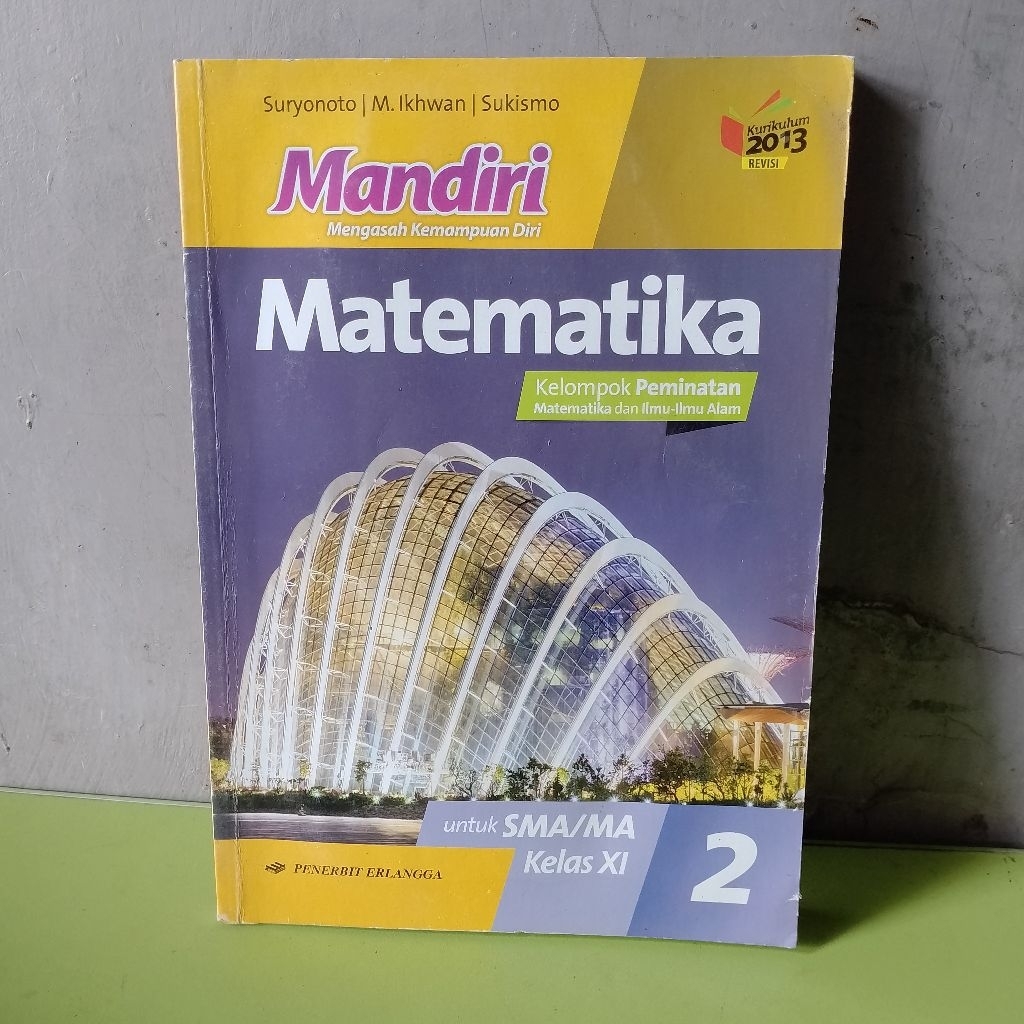 Suryonoto | M. Ikhwan | Sukismo
Kurikulum
2013
REVISI
Mandiri
Mengasah Kemampuan Diri
Matematika
Kelompok Peminatan
Matematika dan Ilmu-Ilmu Alam
untuk SMA/MA
Kelas XI
2
PENERBIT ERLANGGA